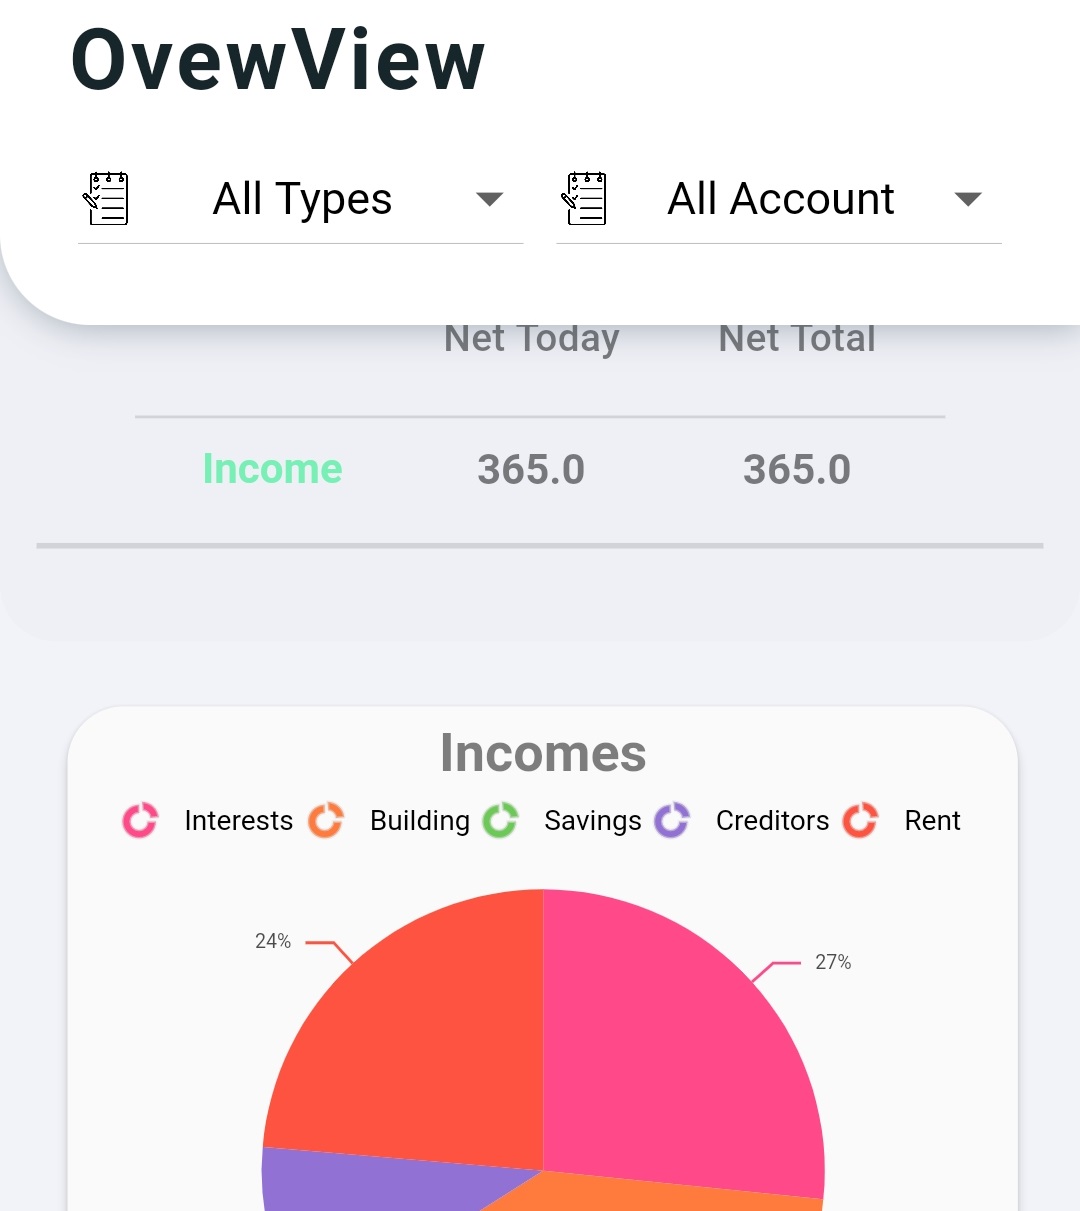 OvewView
All Types All Account
Net Today Net Total
Income 365.0 365.0
Incomes
Interests Building Savings Creditors Rent
24%
27%